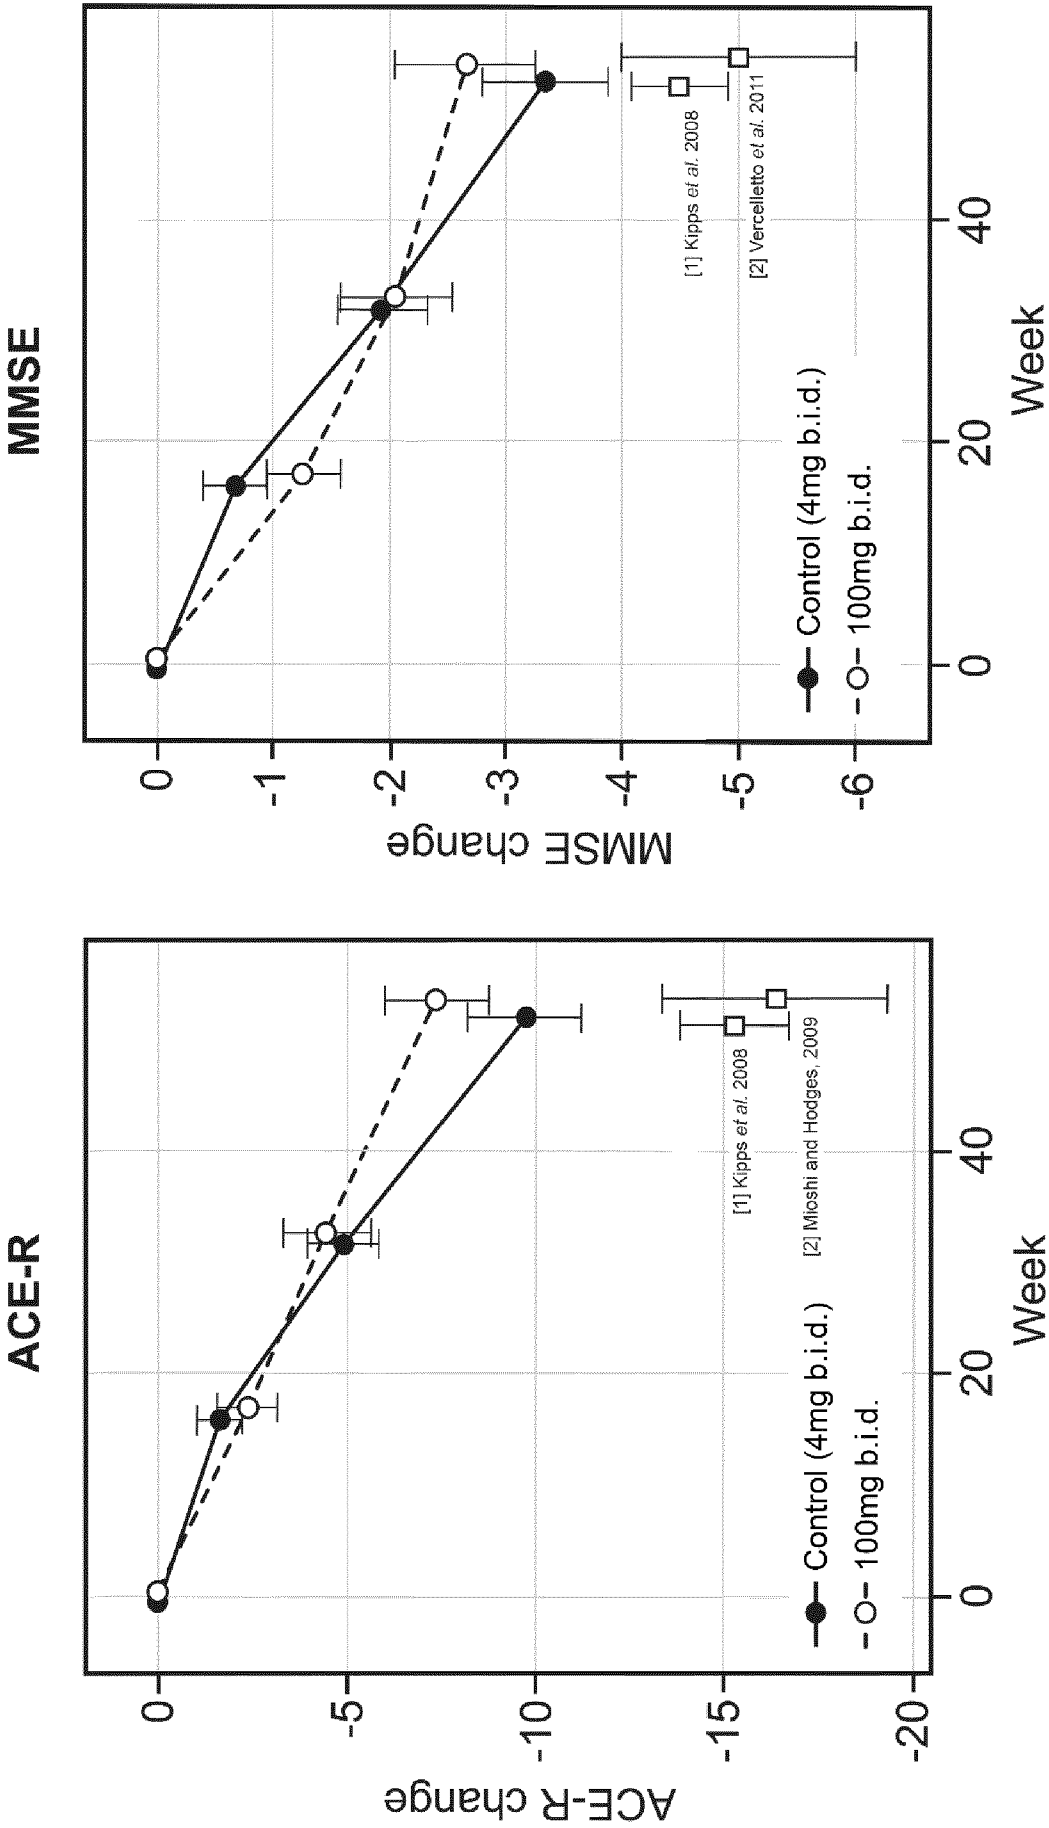 ACE-R
ACE-R change
0
-5
-10
-15
-20
[1] Kipps et al. 2008
[2] Mioshi and Hodges, 2009
Control (4mg b.i.d.)
100mg b.i.d.
0
20
40
Week
MMSE
MMSE change
0
-1
-2
-3
-4
-5
-6
[1] Kipps et al. 2008
[2] Vercelletto et al. 2011
Control (4mg b.i.d.)
100mg b.i.d.
0
20
40
Week